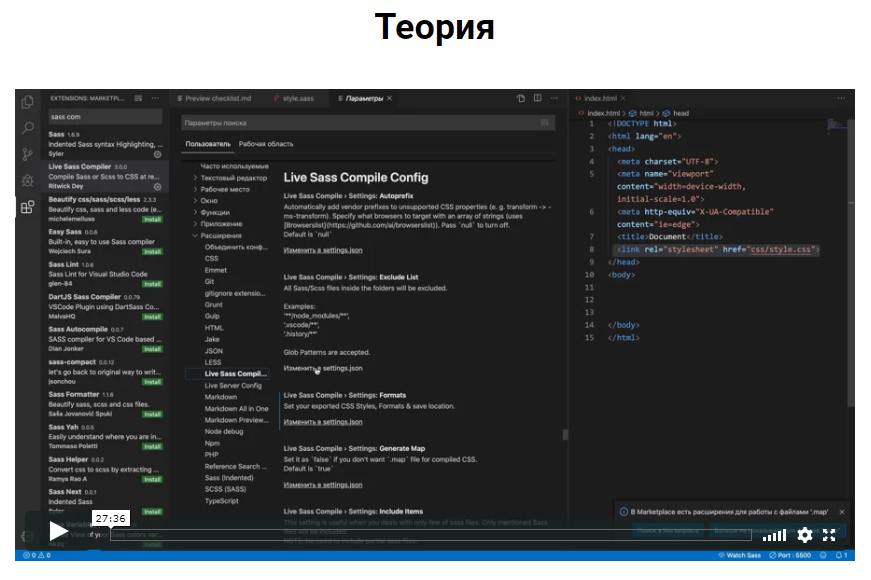 Теория
EXTENSIONS: MARKETPL...
sass com
Sass 1.8.9
Indented Sass syntax Highlighting, ...
Syler
Live Sass Compiler 3.0.0
Compile Sass or Scss to CSS at re...
Ritwick Dey
Beautify css/sass/scss/less 2.3.3
Beautify css, sass and less code (e...
michelemelluso
Install
Easy Sass 0.0.8
Built-in, easy to use Sass compiler
Wojciech Sura
Install
Sass Lint 1.0.6
Sass Lint for Visual Studio Code
glen-84
Install
DartJS Sass Compiler 0.0.79
VSCode Plugin using DartSass Co...
MalvaHQ
Install
Sass Autocompile 0.0.7
SASS compiler for VS Code based ...
Dian Jonker
Install
sass-compact 0.0.12
let's go back to original way to writ...
jsonchou
Install
Sass Formatter 1.1.6
Beautify sass, scss and css files.
Saša Jovanović Spuki
Install
Sass Yah 0.0.5
Easily understand where you are in...
Tommaso Poletti
Install
Sass Helper 0.0.2
Convert css to scss by extracting ...
Ramya Rao A
Install
Sass Next 0.0.1
Indented Sass
Preview checklist.md
style.sass
Параметры
Параметры поиска
Пользователь
Рабочая область
Часто используемые
Текстовый редактор
Рабочее место
Окно
Функции
Приложение
Расширения
Объединить конф...
CSS
Emmet
Git
gitignore extensio...
Grunt
Gulp
HTML
Jake
JSON
LESS
Live Sass Compil...
Live Server Config
Markdown
Markdown All in One
Markdown Preview...
Node debug
Npm
PHP
Reference Search ...
Sass (Indented)
SCSS (SASS)
TypeScript
Live Sass Compile Config
Live Sass Compile › Settings: Autoprefix
Automatically add vendor prefixes to unsupported CSS properties (e. g. transform -> -
ms-transform). Specify what browsers to target with an array of strings (uses
[Browserslist](https://github.com/ai/browserslist)). Pass `null` to turn off.
Default is `null`
Изменить в settings.json
Live Sass Compile › Settings: Exclude List
All Sass/Scss files inside the folders will be excluded.
Examples:
'**/node_modules/**',
'.vscode/**',
'.history/**'
Glob Patterns are accepted.
Изменить в settings.json
Live Sass Compile › Settings: Formats
Set your exported CSS Styles, Formats & save location.
Изменить в settings.json
Live Sass Compile › Settings: Generate Map
Set it as `false` if you don't want `.map` file for compiled CSS.
Default is `true`
Изменить в settings.json
Live Sass Compile › Settings: Include Items
This setting is useful when you deals with only few of sass files. Only mentioned Sass
files will be included.
NOTE: No need to include partial sass files.
index.html
index.html › html › head
1 <!DOCTYPE html>
2 <html lang="en">
3 <head>
4 <meta charset="UTF-8">
5 <meta name="viewport"
content="width=device-width,
initial-scale=1.0">
6 <meta http-equiv="X-UA-Compatible"
content="ie=edge">
7 <title>Document</title>
8 <link rel="stylesheet" href="css/style.css">
9 </head>
10 <body>
11
12
13
14 </body>
15 </html>
В Marketplace есть расширения для работы с файлами '.map'
27:36
0 0
Watch Sass
Port : 5500
1